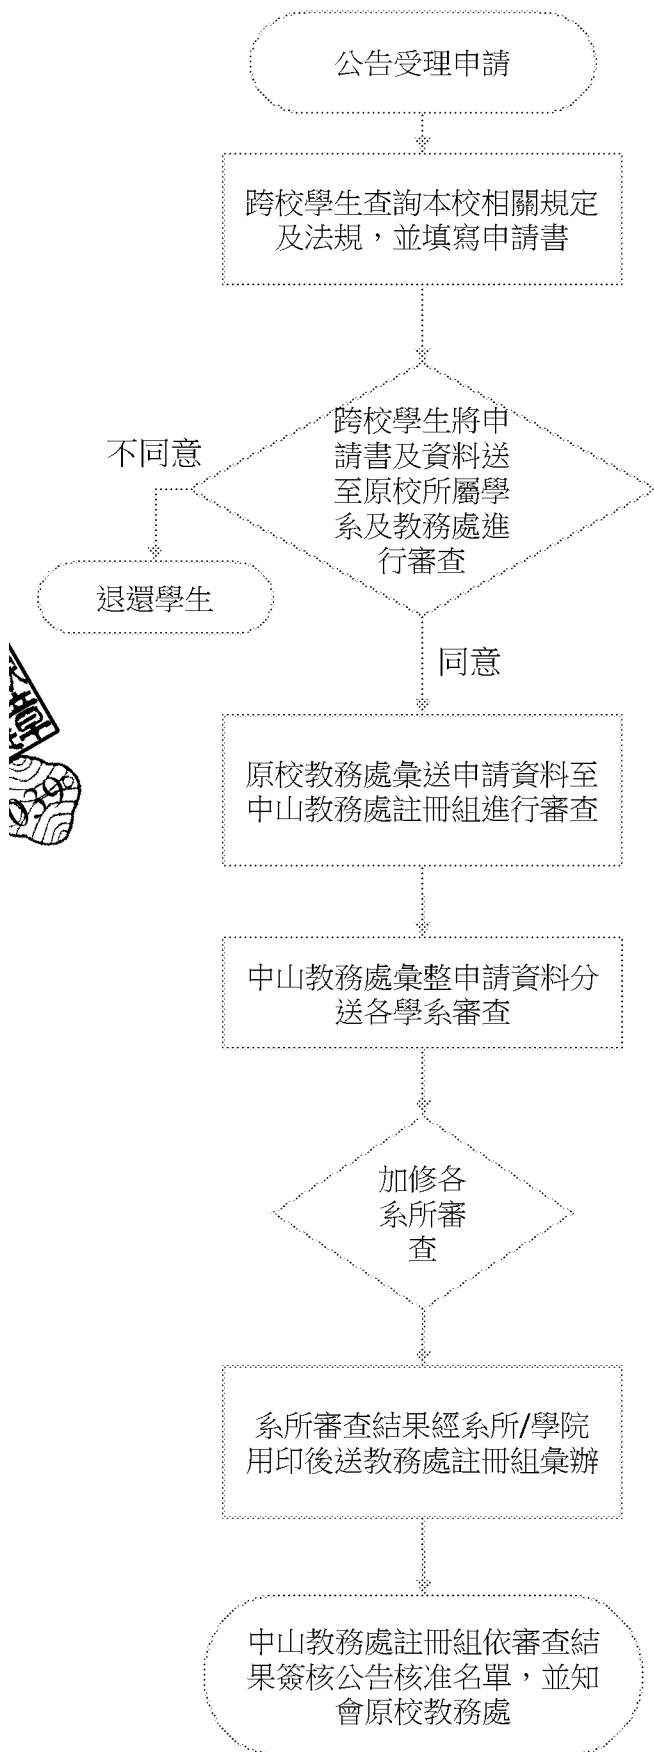 公告受理申請
跨校學生查詢本校相關規定
及法規，並填寫申請書
跨校學生將申
請書及資料送
至原校所屬學
系及教務處進
行審查
不同意
退還學生
同意
原校教務處彙送申請資料至
中山教務處註冊組進行審查
中山教務處彙整申請資料分
送各學系審查
加修各
系所審
查
系所審查結果經系所/學院
用印後送教務處註冊組彙辦
中山教務處註冊組依審查結
果簽核公告核准名單，並知
會原校教務處
章
039